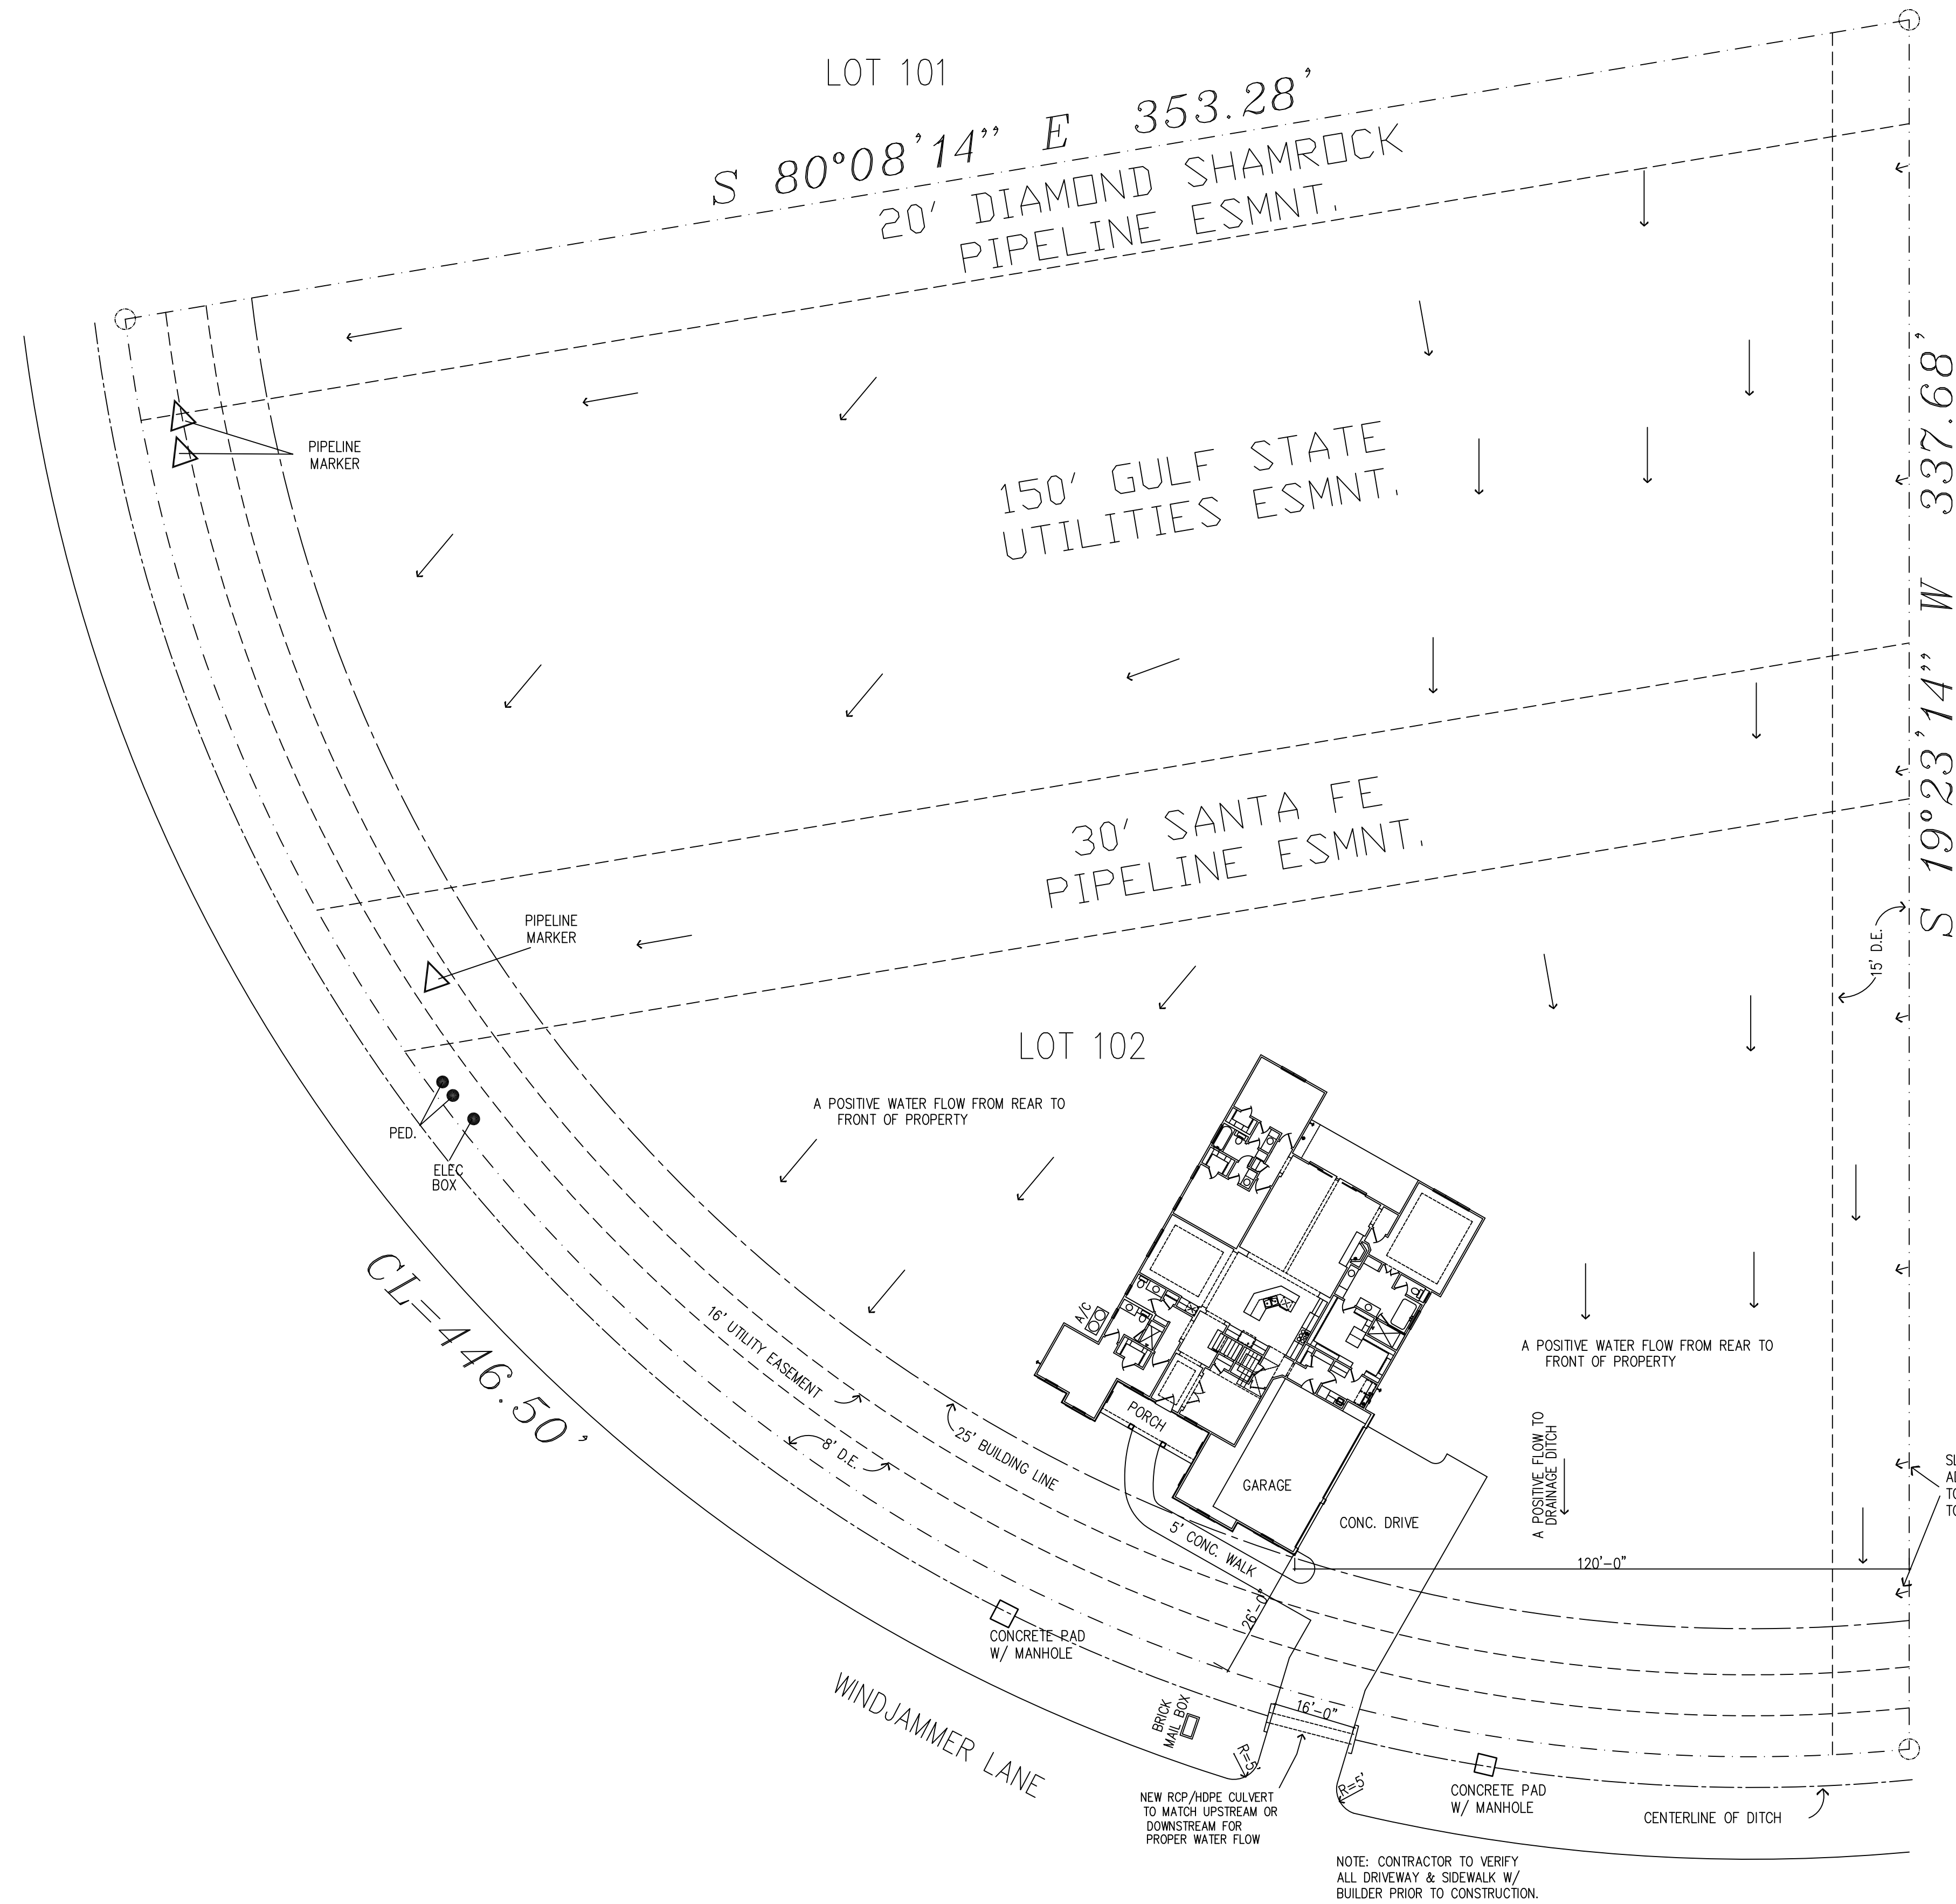 LOT 101
S 80°08'14" E 353.28'
20' DIAMOND SHAMROCK
PIPELINE ESMNT.
PIPELINE
MARKER
150' GULF STATE
UTILITIES ESMNT.
S 19°23'14" W 337.68'
30' SANTA FE
PIPELINE ESMNT.
PIPELINE
MARKER
15' D.E.
LOT 102
A POSITIVE WATER FLOW FROM REAR TO
FRONT OF PROPERTY
PED.
ELEC
BOX
CL=446.50'
A/C
16' UTILITY EASEMENT
8' D.E.
25' BUILDING LINE
PORCH
GARAGE
CONC. DRIVE
5' CONC. WALK
A POSITIVE WATER FLOW FROM REAR TO
FRONT OF PROPERTY
A POSITIVE FLOW TO
DRAINAGE DITCH
120'-0"
26'-0"
CONCRETE PAD
W/ MANHOLE
WINDJAMMER LANE
BRICK
MAIL BOX
16'-0"
R=5'
R=5'
NEW RCP/HDPE CULVERT
TO MATCH UPSTREAM OR
DOWNSTREAM FOR
PROPER WATER FLOW
CONCRETE PAD
W/ MANHOLE
CENTERLINE OF DITCH
NOTE: CONTRACTOR TO VERIFY
ALL DRIVEWAY & SIDEWALK W/
BUILDER PRIOR TO CONSTRUCTION.